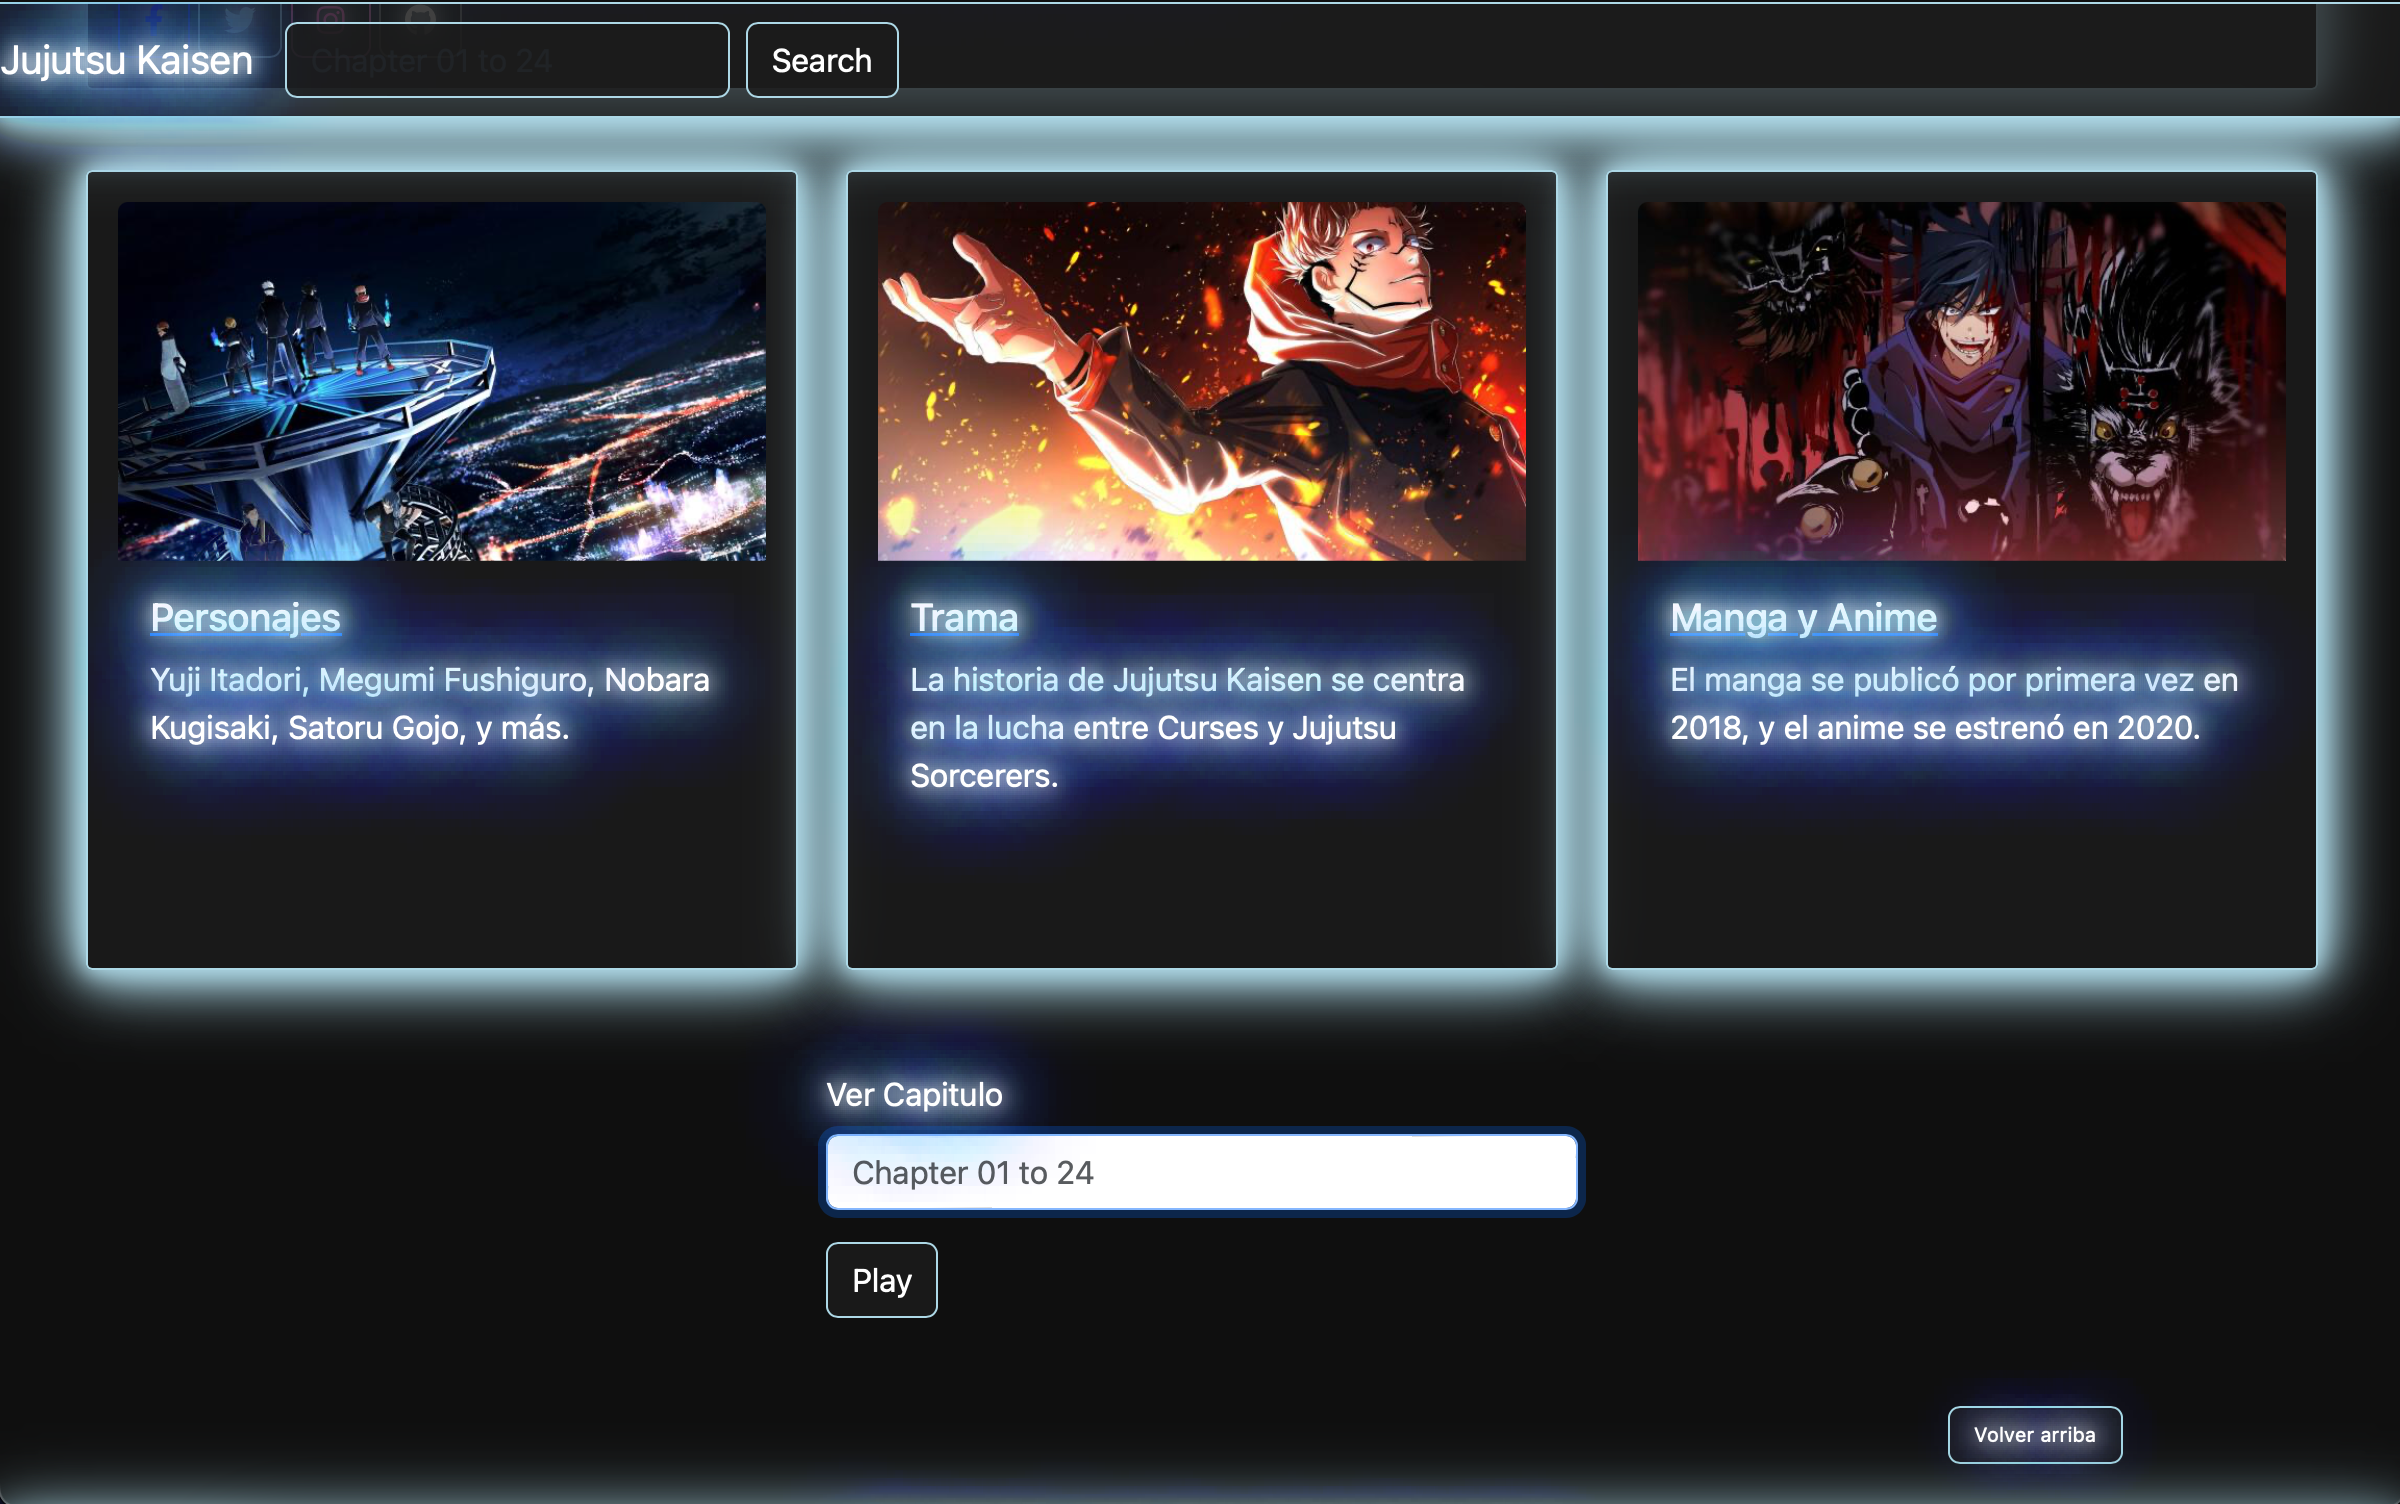 Jujutsu Kaisen
Chapter 01 to 24
Search
Personajes
Yuji Itadori, Megumi Fushiguro, Nobara
Kugisaki, Satoru Gojo, y más.
Trama
La historia de Jujutsu Kaisen se centra
en la lucha entre Curses y Jujutsu
Sorcerers.
Manga y Anime
El manga se publicó por primera vez en
2018, y el anime se estrenó en 2020.
Ver Capitulo
Chapter 01 to 24
Play
Volver arriba